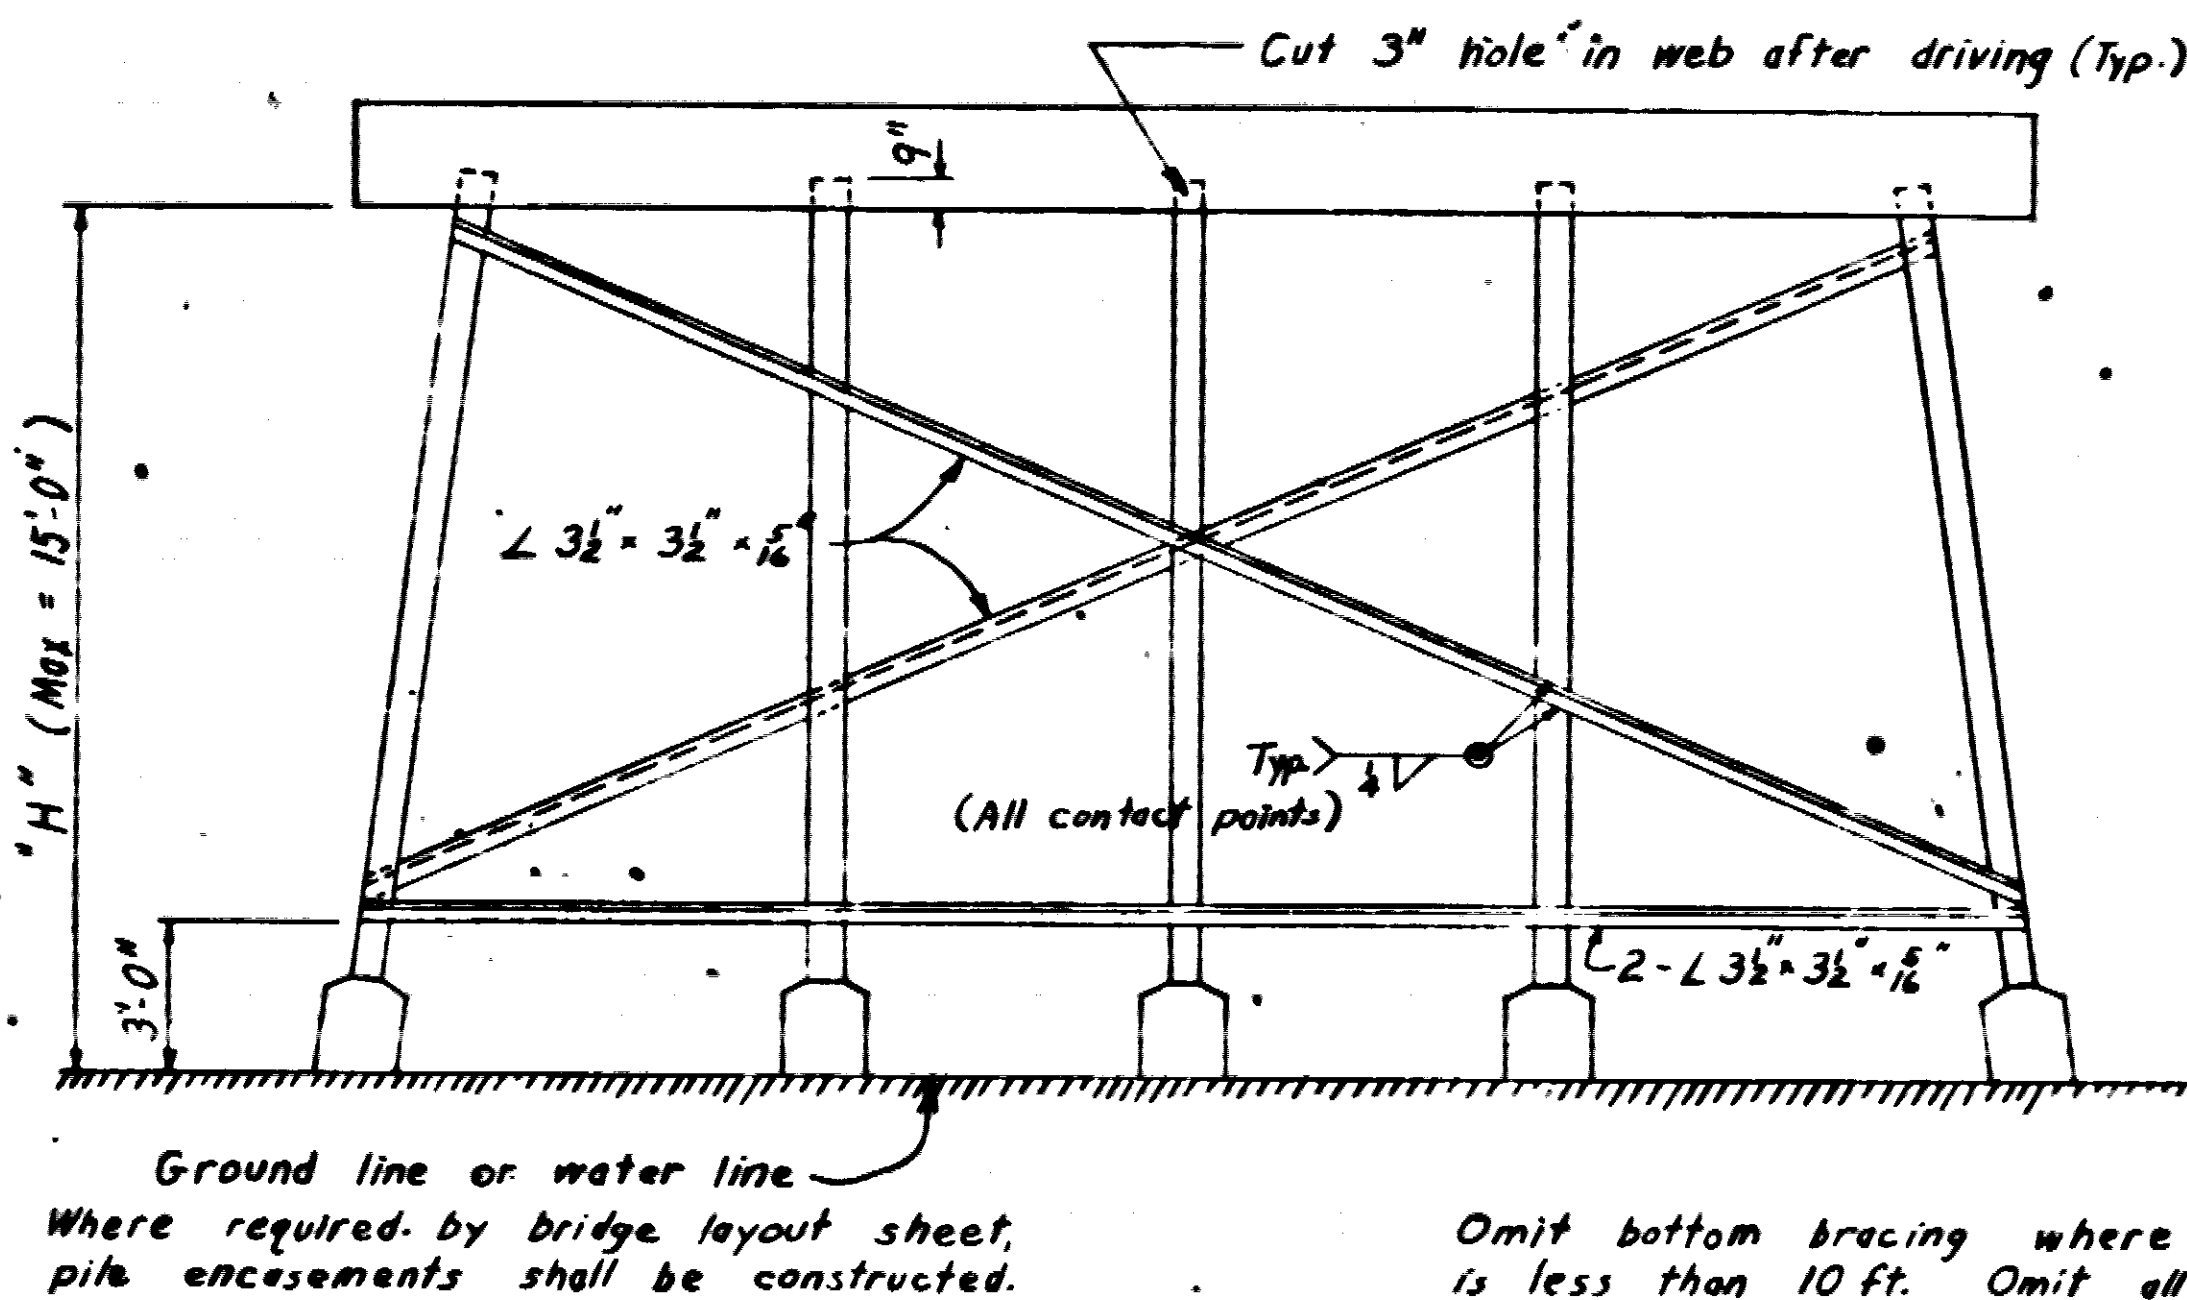 Cut 3" hole in web after driving (Typ.)
9"
"H" (Max = 15'-0")
∠ 3½" × 3½" × 5/16"
Typ. 1/4
(All contact points)
3'-0"
2 - ∠ 3½" × 3½" × 5/16"
Ground line or water line
Where required by bridge layout sheet,
pile encasements shall be constructed.
Omit bottom bracing where
is less than 10 ft. Omit all